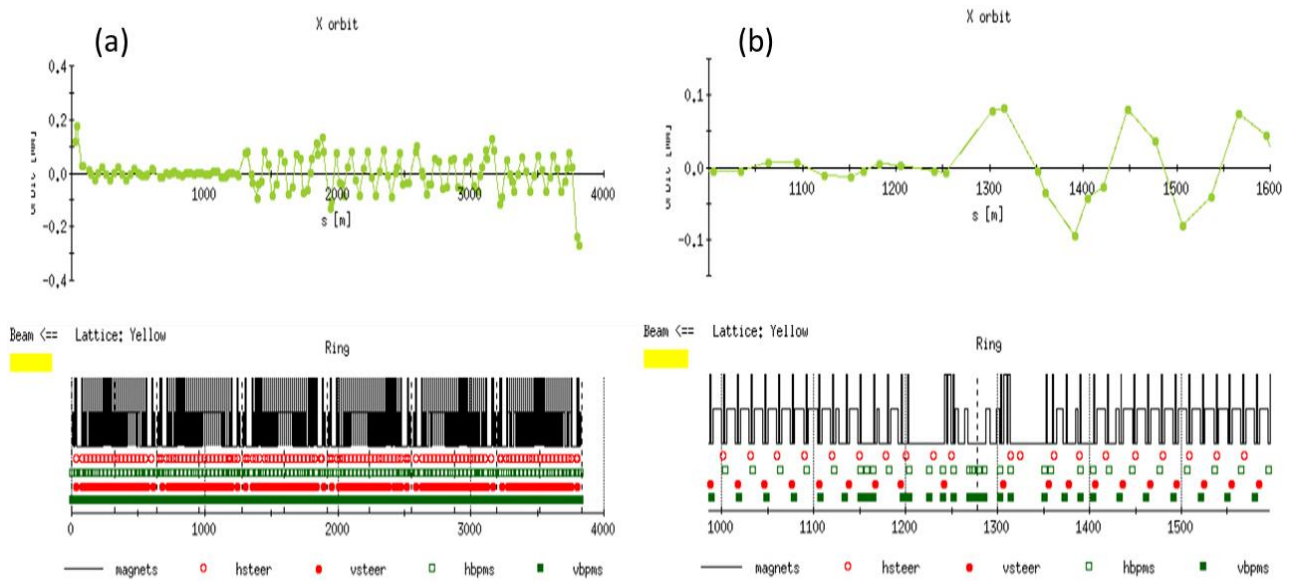 (a)
X orbit
0.4
0.2
0.0
-0.2
-0.4
1000
2000
3000
4000
s [m]
Beam <== Lattice: Yellow
Ring
0
1000
2000
3000
4000
magnets
hsteer
vsteer
hbpms
vbpms
(b)
X orbit
0.1
0.0
-0.1
1100
1200
1300
1400
1500
1600
s [m]
Beam <== Lattice: Yellow
Ring
1000
1100
1200
1300
1400
1500
magnets
hsteer
vsteer
hbpms
vbpms